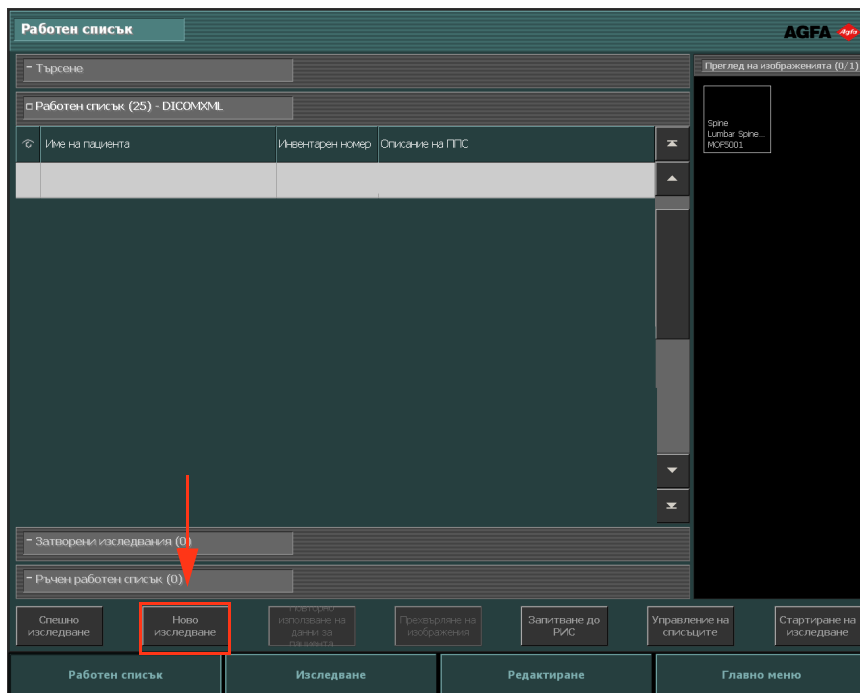 Работен списък
AGFA
Agfa
- Търсене
Преглед на изображенията (0/1)
Работен списък (25) - DICOMXML
Spine
Lumbar Spine...
MOF5001
Име на пациента
Инвентарен номер
Описание на ППС
- Затворени изследвания (0)
- Ръчен работен списък (0)
Спешно
изследване
Ново
изследване
Повторно
използване на
данни за
пациента
Прехвърляне на
изображения
Запитване до
РИС
Управление на
списъците
Стартиране на
изследване
Работен списък
Изследване
Редактиране
Главно меню